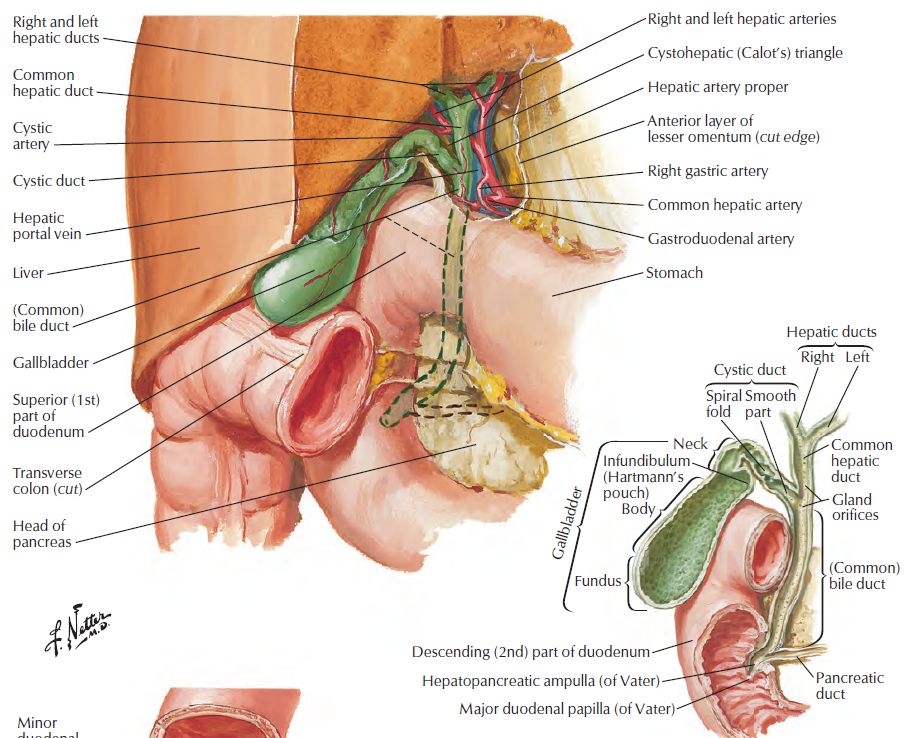 Right and left
hepatic ducts
Common
hepatic duct
Cystic
artery
Cystic duct
Hepatic
portal vein
Liver
(Common)
bile duct
Gallbladder
Superior (1st)
part of
duodenum
Transverse
colon (cut)
Head of
pancreas
Right and left hepatic arteries
Cystohepatic (Calot's) triangle
Hepatic artery proper
Anterior layer of
lesser omentum (cut edge)
Right gastric artery
Common hepatic artery
Gastroduodenal artery
Stomach
Hepatic ducts
Right Left
Cystic duct
Spiral Smooth
fold part
Neck
Infundibulum
(Hartmann's
pouch)
Body
Gallbladder
Fundus
Common
hepatic
duct
Gland
orifices
(Common)
bile duct
Descending (2nd) part of duodenum
Hepatopancreatic ampulla (of Vater)
Major duodenal papilla (of Vater)
Pancreatic
duct
F. Netter
M.D.
Minor
duodenal